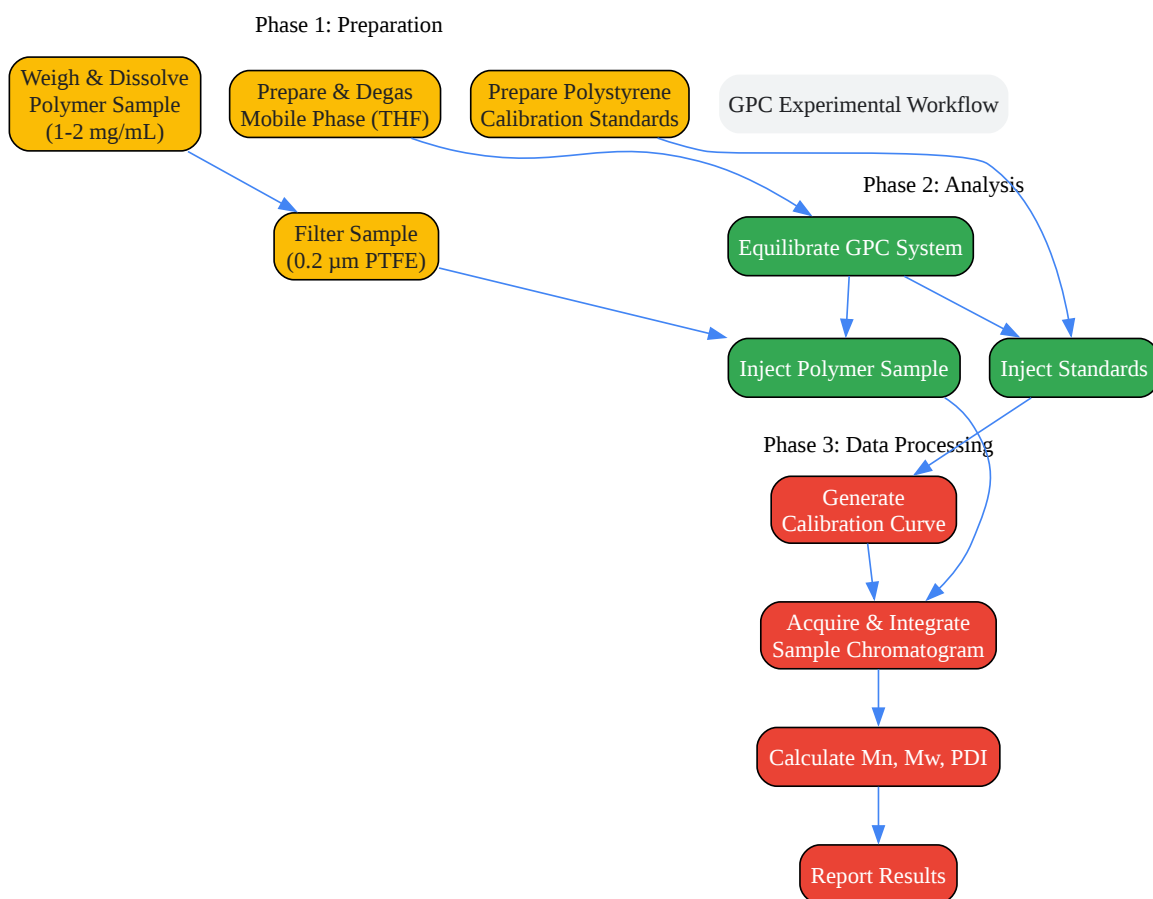 Phase 1: Preparation
Weigh & Dissolve
Polymer Sample
(1-2 mg/mL)
Prepare & Degas
Mobile Phase (THF)
Prepare Polystyrene
Calibration Standards
GPC Experimental Workflow
Phase 2: Analysis
Filter Sample
(0.2 µm PTFE)
Equilibrate GPC System
Inject Polymer Sample
Inject Standards
Phase 3: Data Processing
Generate
Calibration Curve
Acquire & Integrate
Sample Chromatogram
Calculate Mn, Mw, PDI
Report Results